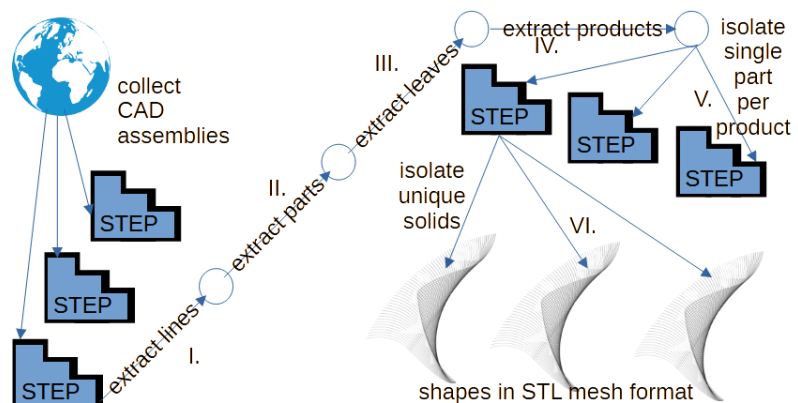 collect
CAD
assemblies
STEP
STEP
STEP
I.
extract lines
II.
extract parts
III.
extract leaves
extract products
IV.
isolate
single
part
per
product
V.
STEP
STEP
STEP
isolate
unique
solids
VI.
shapes in STL mesh format